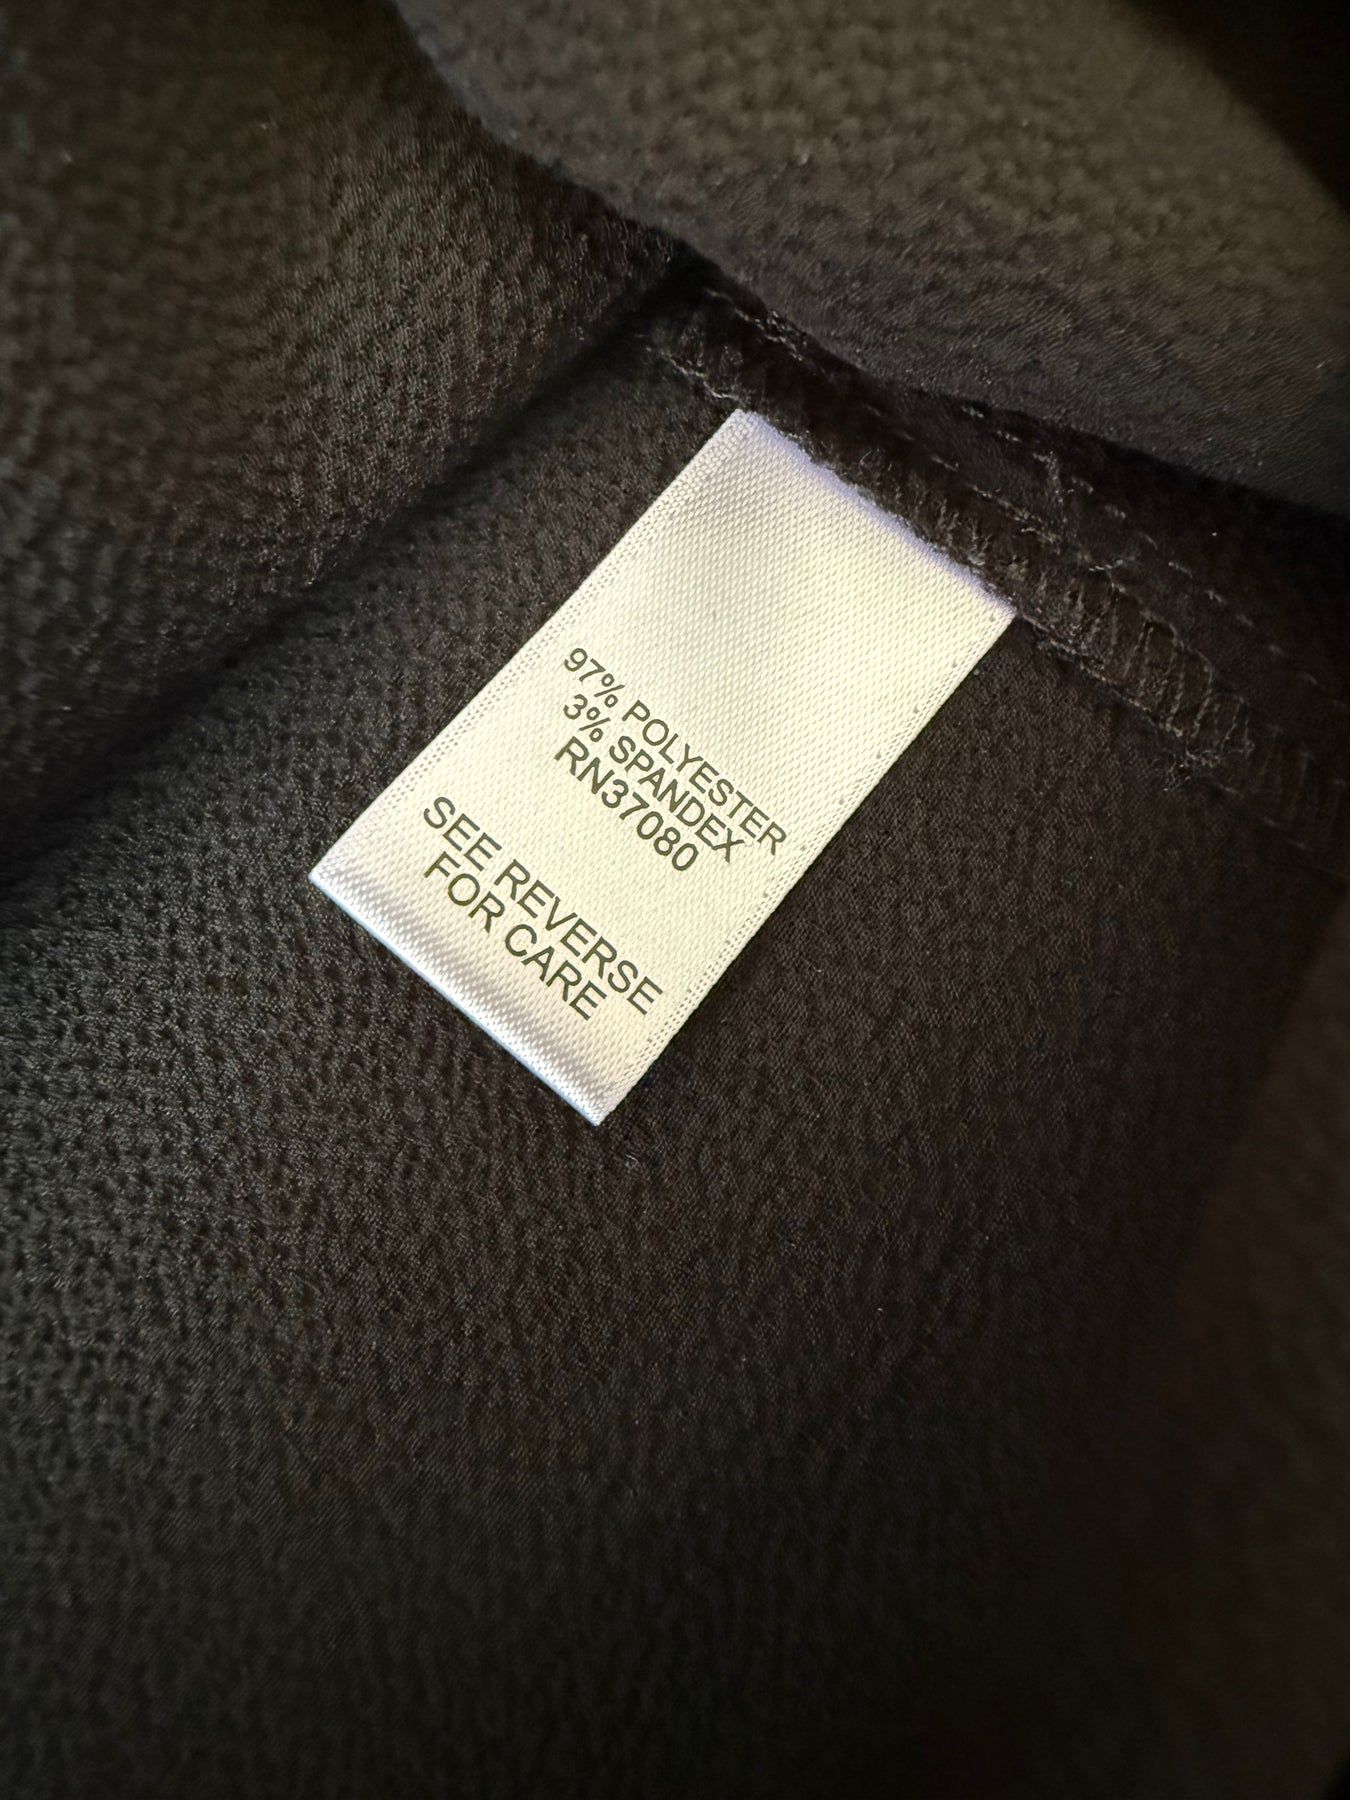 97% POLYESTER
3% SPANDEX
RN37080
SEE REVERSE
FOR CARE